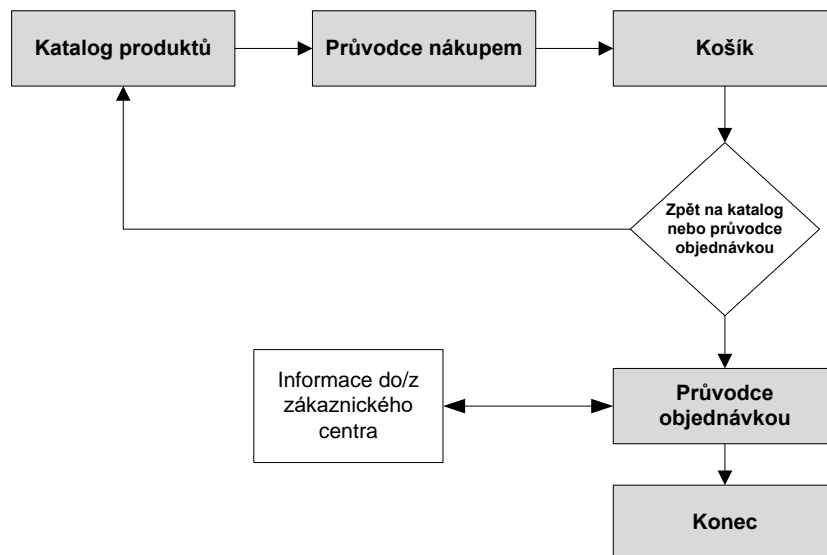 Katalog produktů
Průvodce nákupem
Košík
Zpět na katalog
nebo průvodce
objednávkou
Informace do/z
zákaznického
centra
Průvodce
objednávkou
Konec